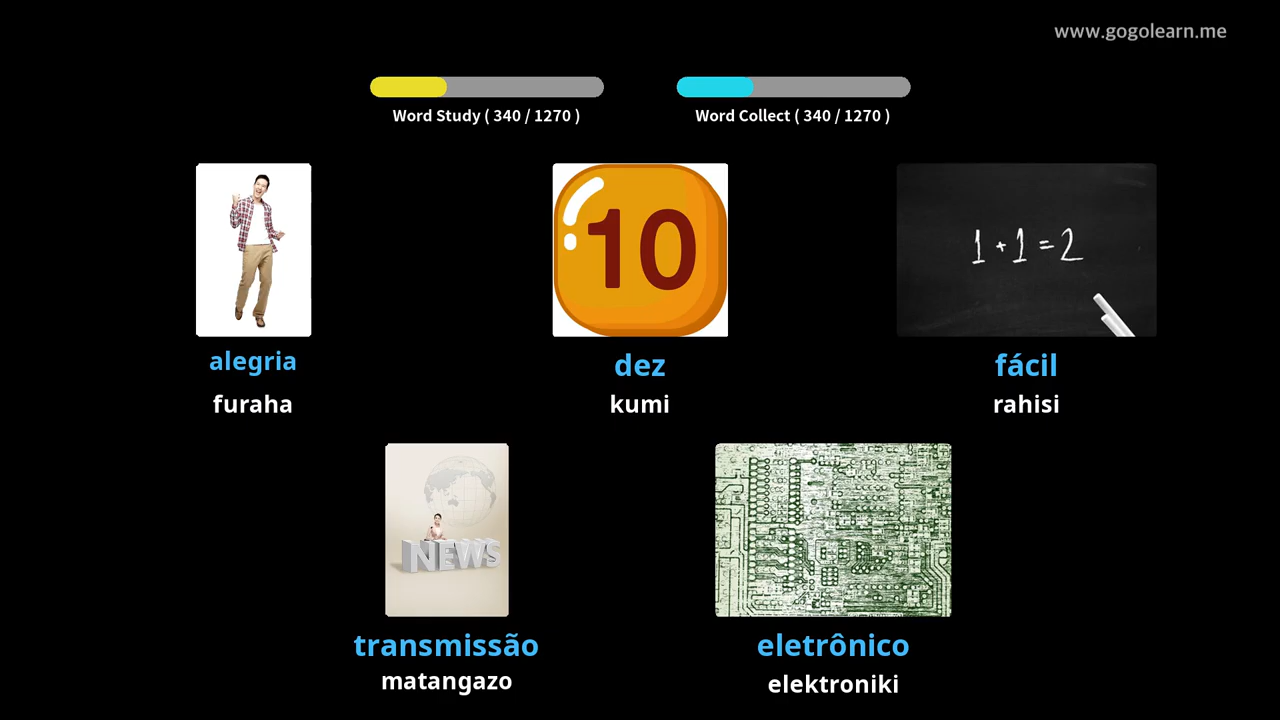 www.gogolearn.me
Word Study ( 340 / 1270 )
Word Collect ( 340 / 1270 )
10
1 + 1 = 2
alegria
dez
fácil
furaha
kumi
rahisi
NEWS
transmissão
eletrônico
matangazo
elektroniki